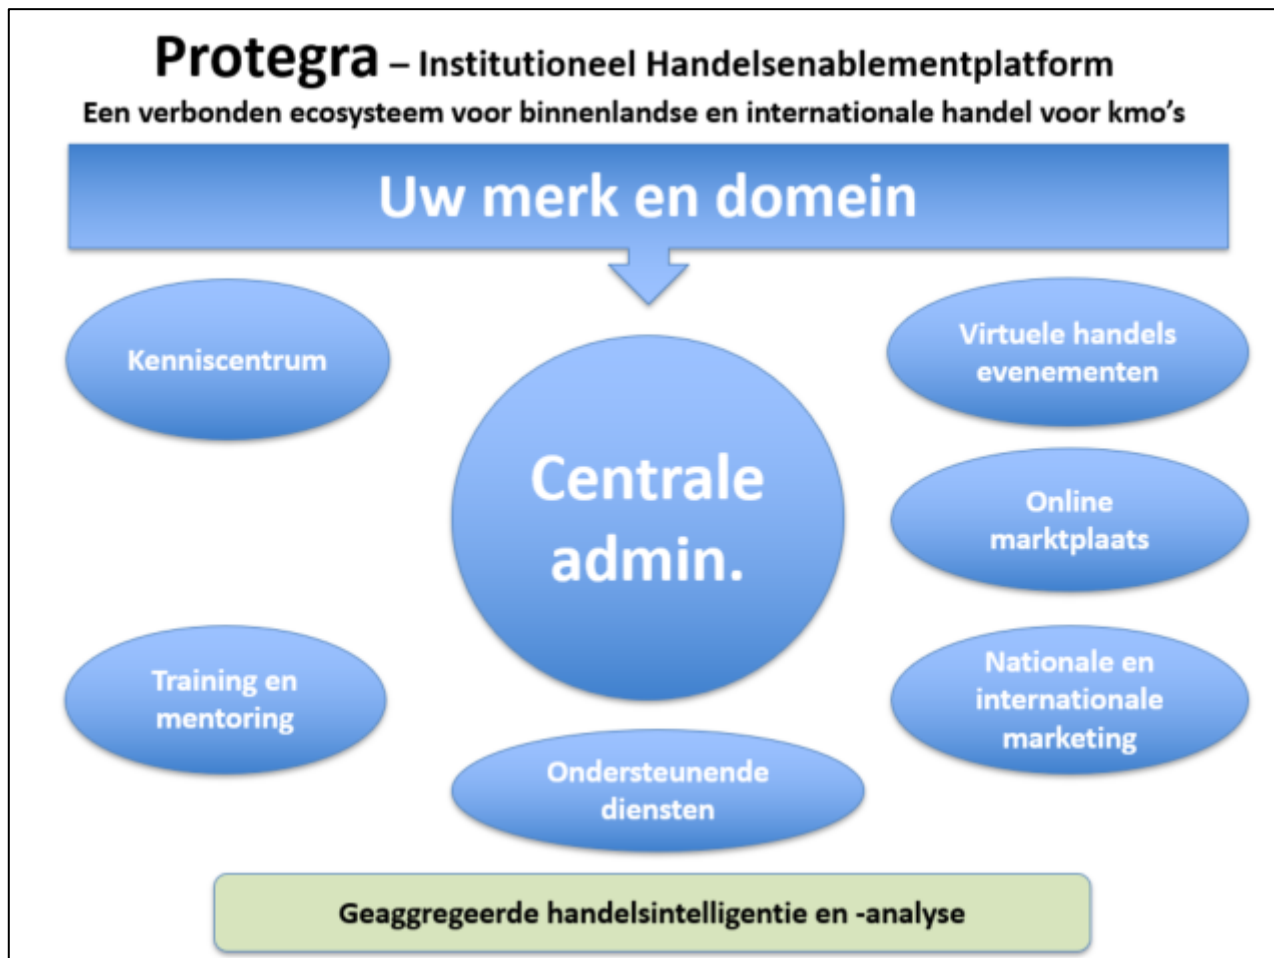 Protegra – Institutioneel Handelsenablementplatform
Een verbonden ecosysteem voor binnenlandse en internationale handel voor kmo’s
Uw merk en domein
Kenniscentrum
Virtuele handels
evenementen
Centrale
admin.
Online
marktplaats
Training en
mentoring
Nationale en
internationale
marketing
Ondersteunende
diensten
Geaggregeerde handelsintelligentie en -analyse